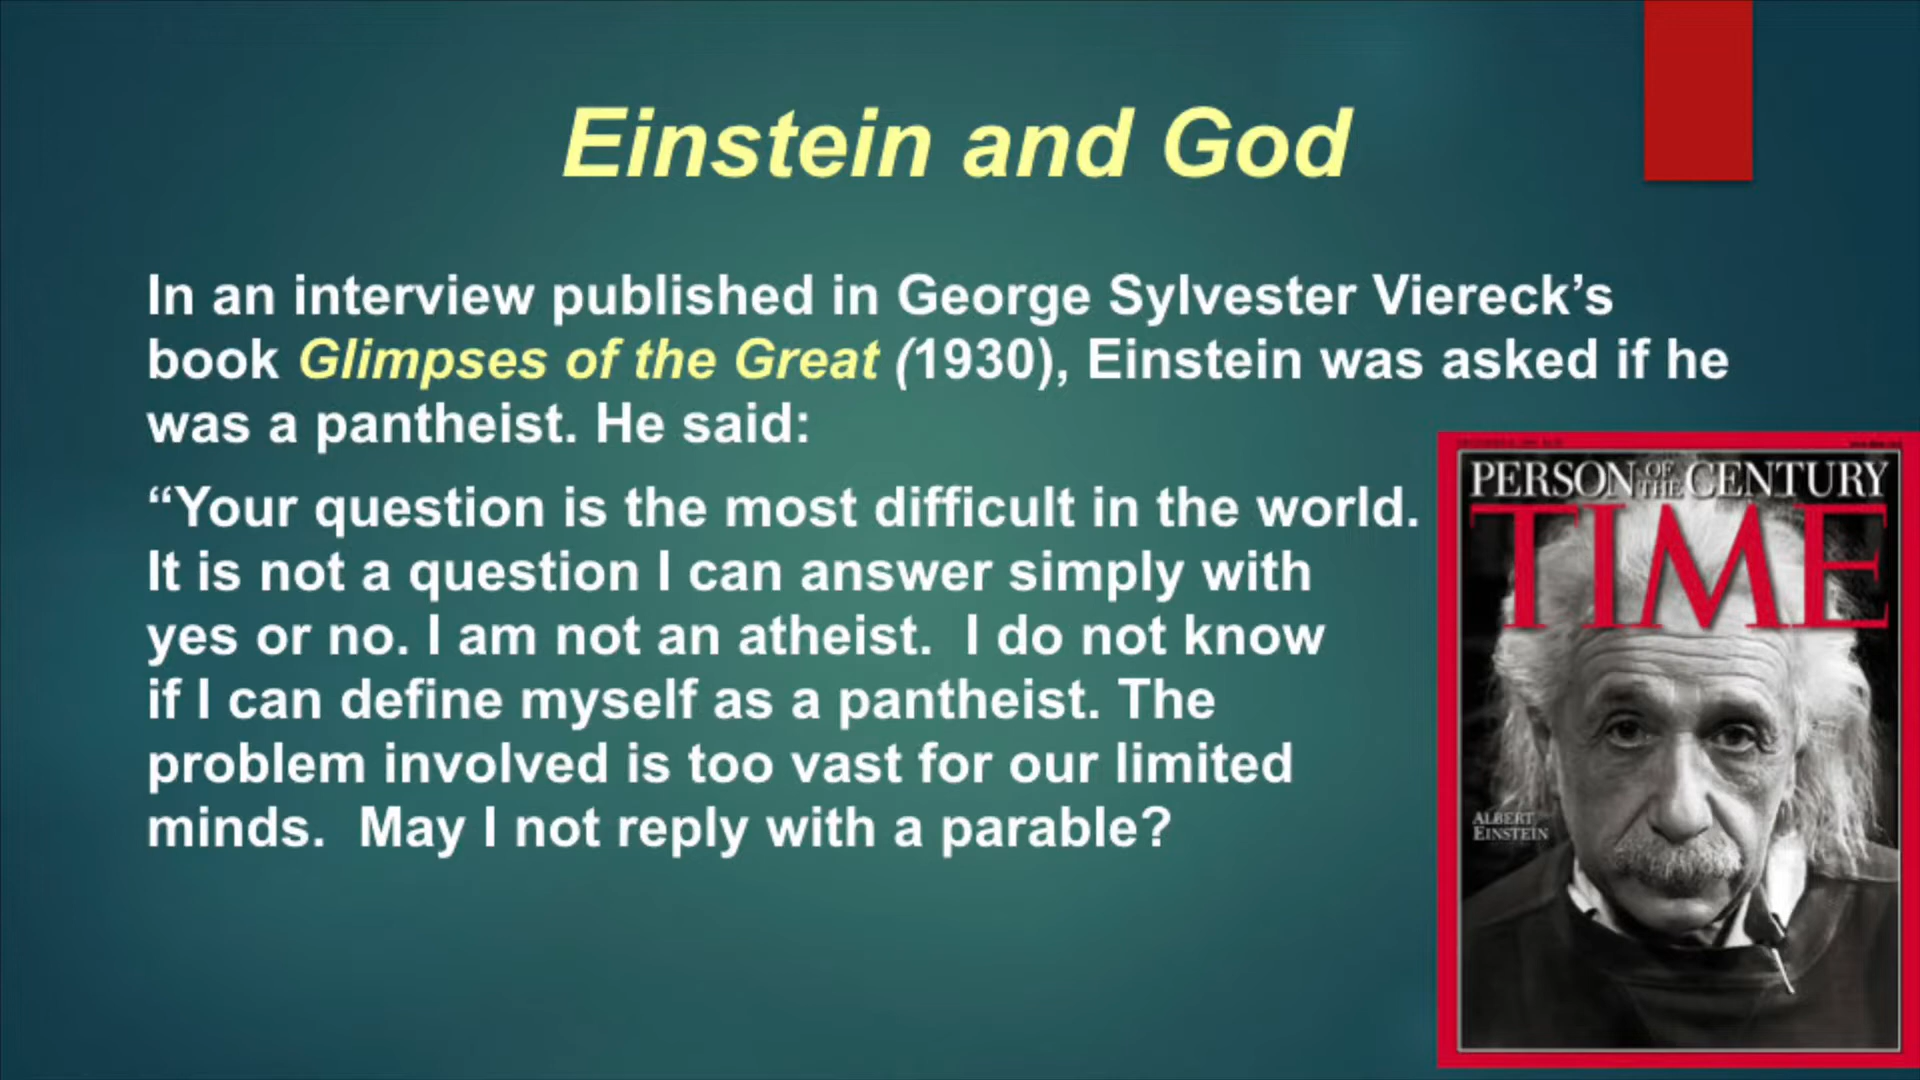 Einstein and God
In an interview published in George Sylvester Viereck’s
book Glimpses of the Great (1930), Einstein was asked if he
was a pantheist. He said:
“Your question is the most difficult in the world.
It is not a question I can answer simply with
yes or no. I am not an atheist.  I do not know
if I can define myself as a pantheist. The
problem involved is too vast for our limited
minds.  May I not reply with a parable?
PERSON OF THE CENTURY
TIME
ALBERT
EINSTEIN